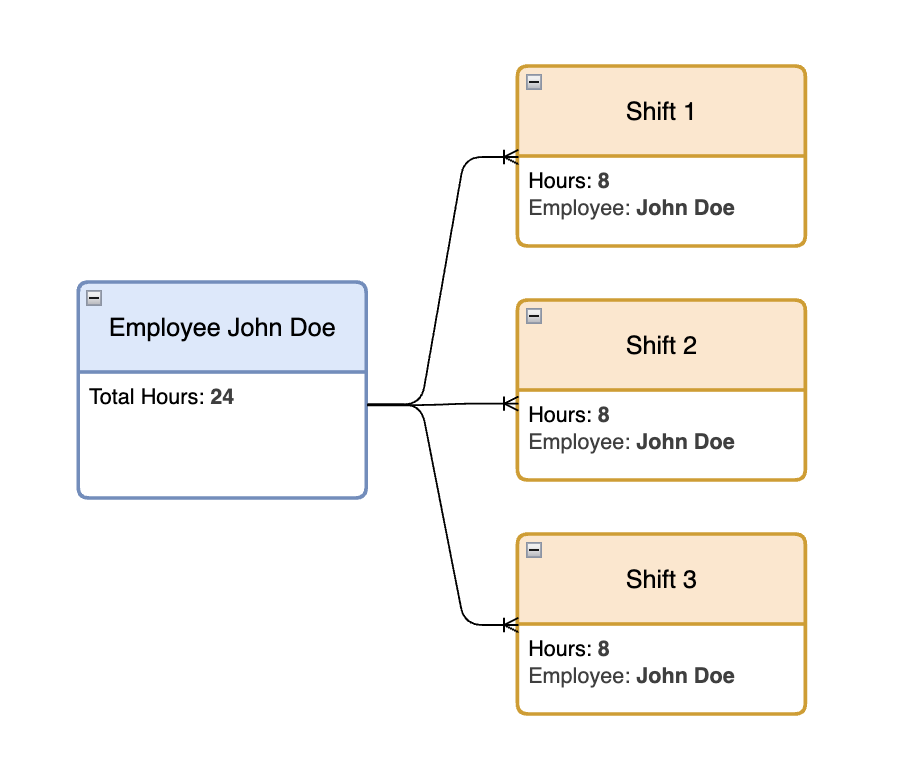 Shift 1
Hours: 8
Employee: John Doe
Employee John Doe
Total Hours: 24
Shift 2
Hours: 8
Employee: John Doe
Shift 3
Hours: 8
Employee: John Doe